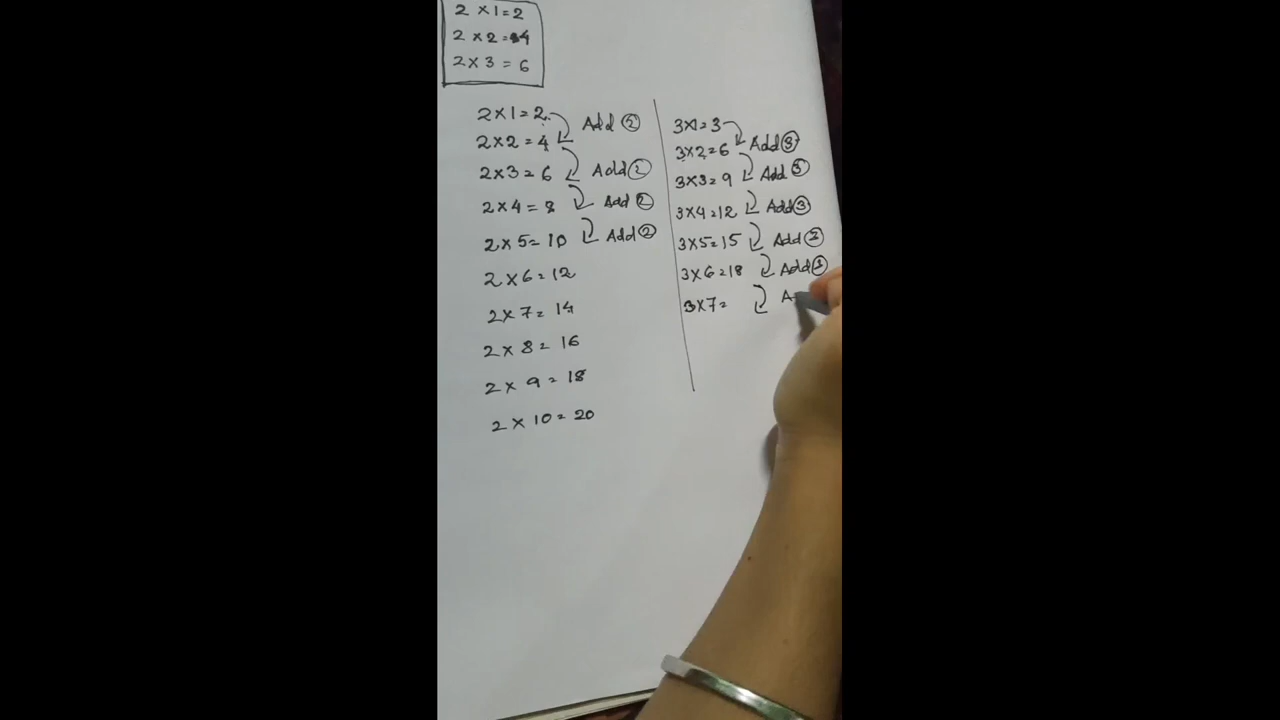 2 × 1 = 2
2 × 2 = 4
2 × 3 = 6
2 × 1 = 2
Add 2
2 × 2 = 4
2 × 3 = 6
Add 2
2 × 4 = 8
Add 2
2 × 5 = 10
Add 2
2 × 6 = 12
2 × 7 = 14
2 × 8 = 16
2 × 9 = 18
2 × 10 = 20
3 × 1 = 3
3 × 2 = 6
Add 3
3 × 3 = 9
Add 3
3 × 4 = 12
Add 3
3 × 5 = 15
Add 3
3 × 6 = 18
Add 3
3 × 7 =
A